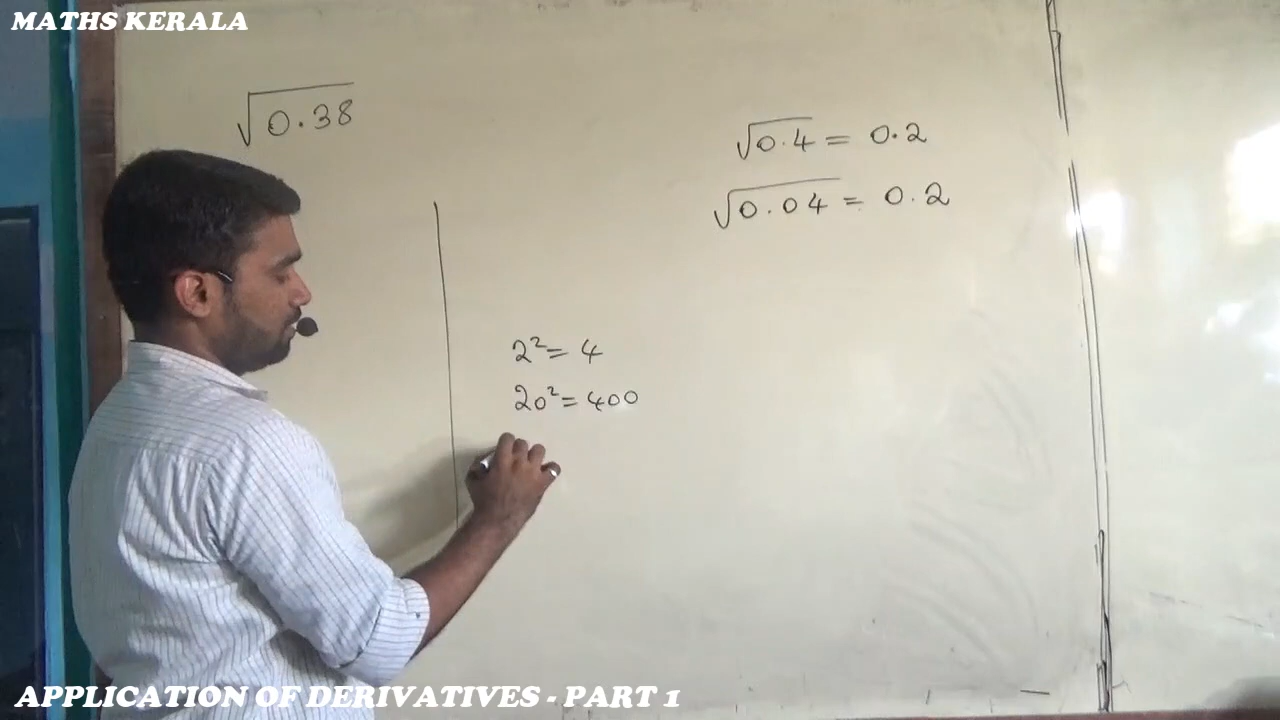 MATHS KERALA
√0.38
√0.4 = 0.2
√0.04 = 0.2
2² = 4
20² = 400
APPLICATION OF DERIVATIVES - PART 1